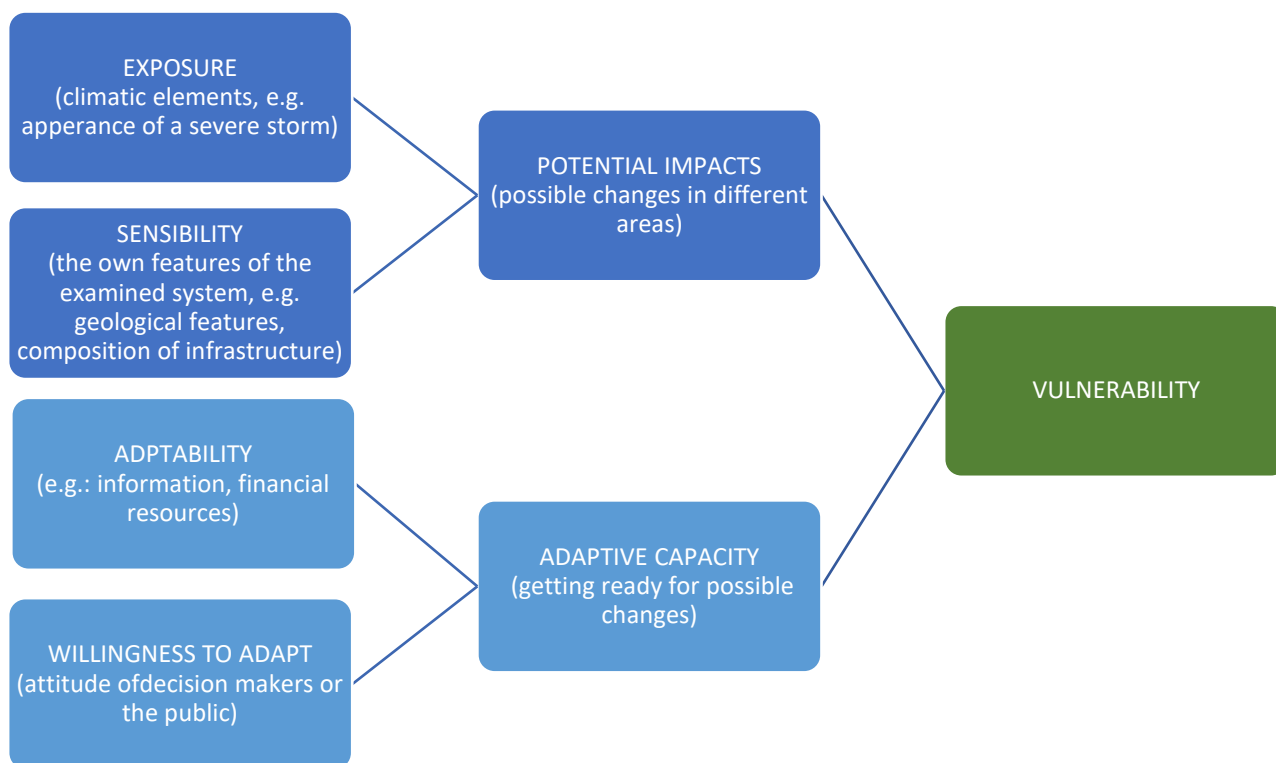 EXPOSURE
(climatic elements, e.g.
apperance of a severe storm)
SENSIBILITY
(the own features of the
examined system, e.g.
geological features,
composition of infrastructure)
ADPTABILITY
(e.g.: information, financial
resources)
WILLINGNESS TO ADAPT
(attitude ofdecision makers or
the public)
POTENTIAL IMPACTS
(possible changes in different
areas)
ADAPTIVE CAPACITY
(getting ready for possible
changes)
VULNERABILITY